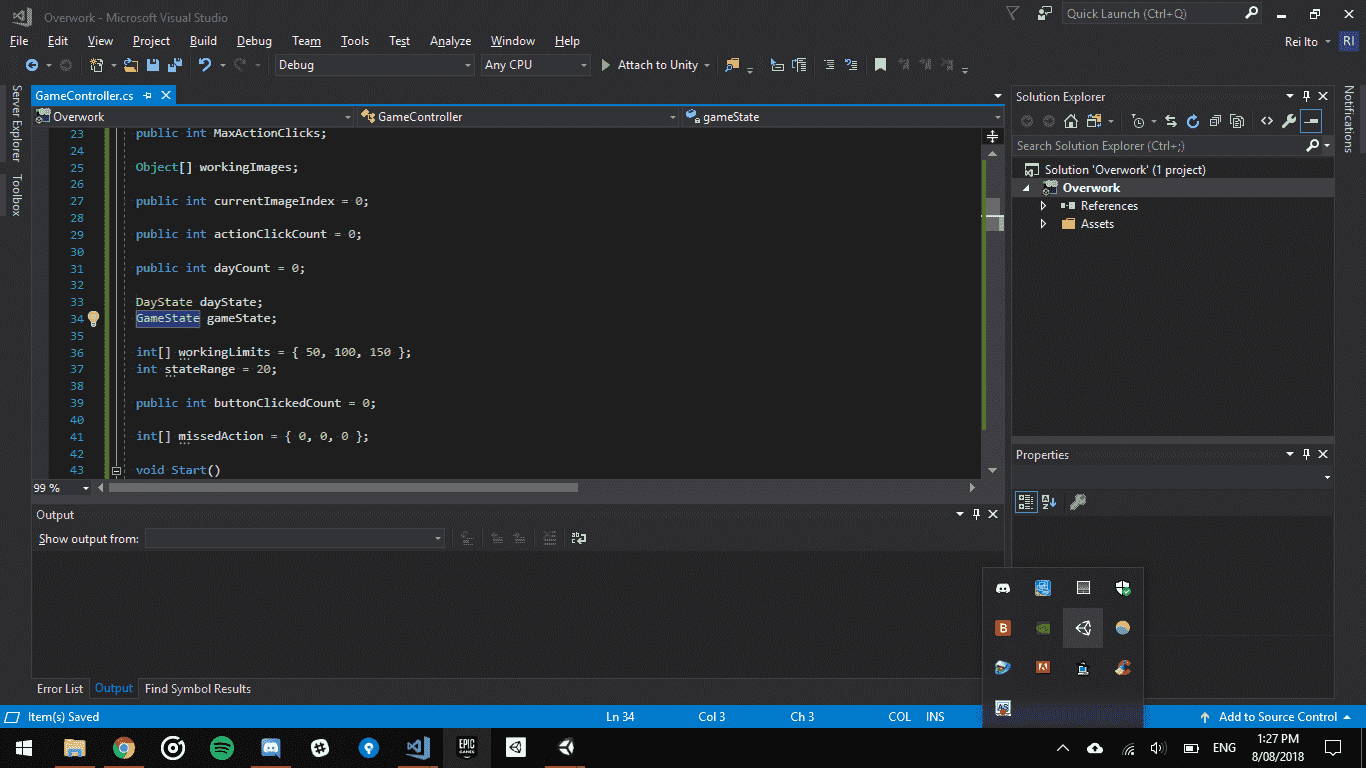 Overwork - Microsoft Visual Studio
Quick Launch (Ctrl+Q)
File Edit View Project Build Debug Team Tools Test Analyze Window Help
Rei Ito RI
Debug Any CPU Attach to Unity
Server Explorer
Toolbox
GameController.cs
Overwork GameController gameState
23 public int MaxActionClicks;
24
25 Object[] workingImages;
26
27 public int currentImageIndex = 0;
28
29 public int actionClickCount = 0;
30
31 public int dayCount = 0;
32
33 DayState dayState;
34 GameState gameState;
35
36 int[] workingLimits = { 50, 100, 150 };
37 int stateRange = 20;
38
39 public int buttonClickedCount = 0;
40
41 int[] missedAction = { 0, 0, 0 };
42
43 void Start()
99 %
Output
Show output from:
Error List Output Find Symbol Results
Solution Explorer
Search Solution Explorer (Ctrl+;)
Solution 'Overwork' (1 project)
Overwork
References
Assets
Properties
Notifications
B
AS
Item(s) Saved Ln 34 Col 3 Ch 3 COL INS Add to Source Control
EPIC GAMES
ENG
1:27 PM
8/08/2018